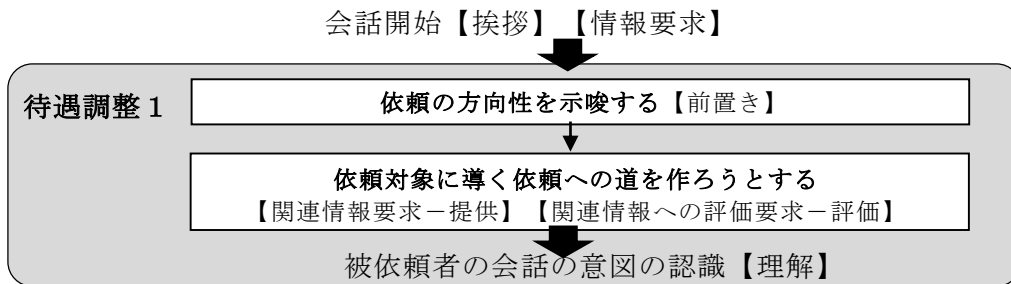 会話開始【挨拶】【情報要求】
待遇調整1
依頼の方向性を示唆する【前置き】
依頼対象に導く依頼への道を作ろうとする
【関連情報要求－提供】【関連情報への評価要求－評価】
被依頼者の会話の意図の認識【理解】